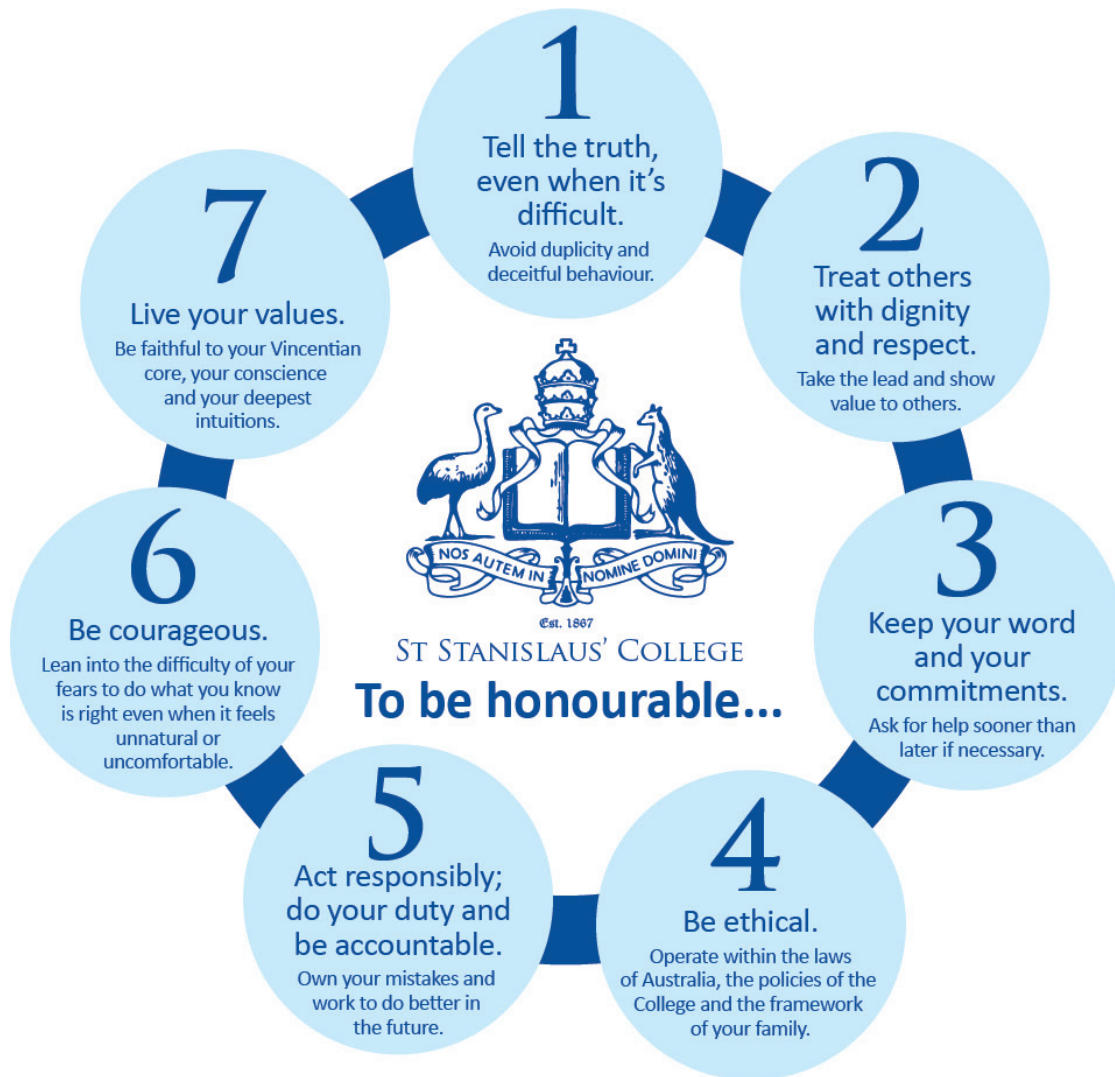 1
Tell the truth,
even when it's
difficult.
Avoid duplicity and
deceitful behaviour.
2
Treat others
with dignity
and respect.
Take the lead and show
value to others.
3
Keep your word
and your
commitments.
Ask for help sooner than
later if necessary.
4
Be ethical.
Operate within the laws
of Australia, the policies of the
College and the framework
of your family.
5
Act responsibly;
do your duty and
be accountable.
Own your mistakes and
work to do better in
the future.
6
Be courageous.
Lean into the difficulty of your
fears to do what you know
is right even when it feels
unnatural or
uncomfortable.
7
Live your values.
Be faithful to your Vincentian
core, your conscience
and your deepest
intuitions.
NOS AUTEM IN NOMINE DOMINI
Est. 1867
ST STANISLAUS' COLLEGE
To be honourable...